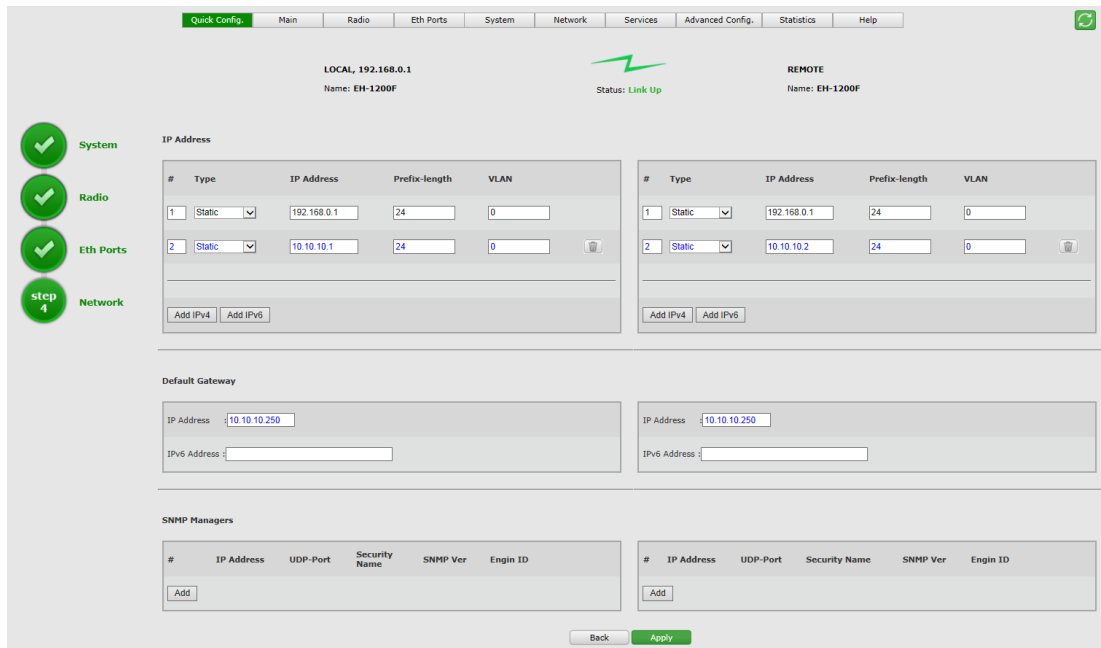 Quick Config. Main Radio Eth Ports System Network Services Advanced Config. Statistics Help
LOCAL, 192.168.0.1
Name: EH-1200F
Status: Link Up
REMOTE
Name: EH-1200F
System
Radio
Eth Ports
step
4
Network
IP Address
# Type IP Address Prefix-length VLAN
1 Static 192.168.0.1 24 0
2 Static 10.10.10.1 24 0
Add IPv4 Add IPv6
# Type IP Address Prefix-length VLAN
1 Static 192.168.0.1 24 0
2 Static 10.10.10.2 24 0
Add IPv4 Add IPv6
Default Gateway
IP Address :10.10.10.250
IPv6 Address :
IP Address :10.10.10.250
IPv6 Address :
SNMP Managers
# IP Address UDP-Port Security Name SNMP Ver Engin ID
Add
# IP Address UDP-Port Security Name SNMP Ver Engin ID
Add
Back Apply